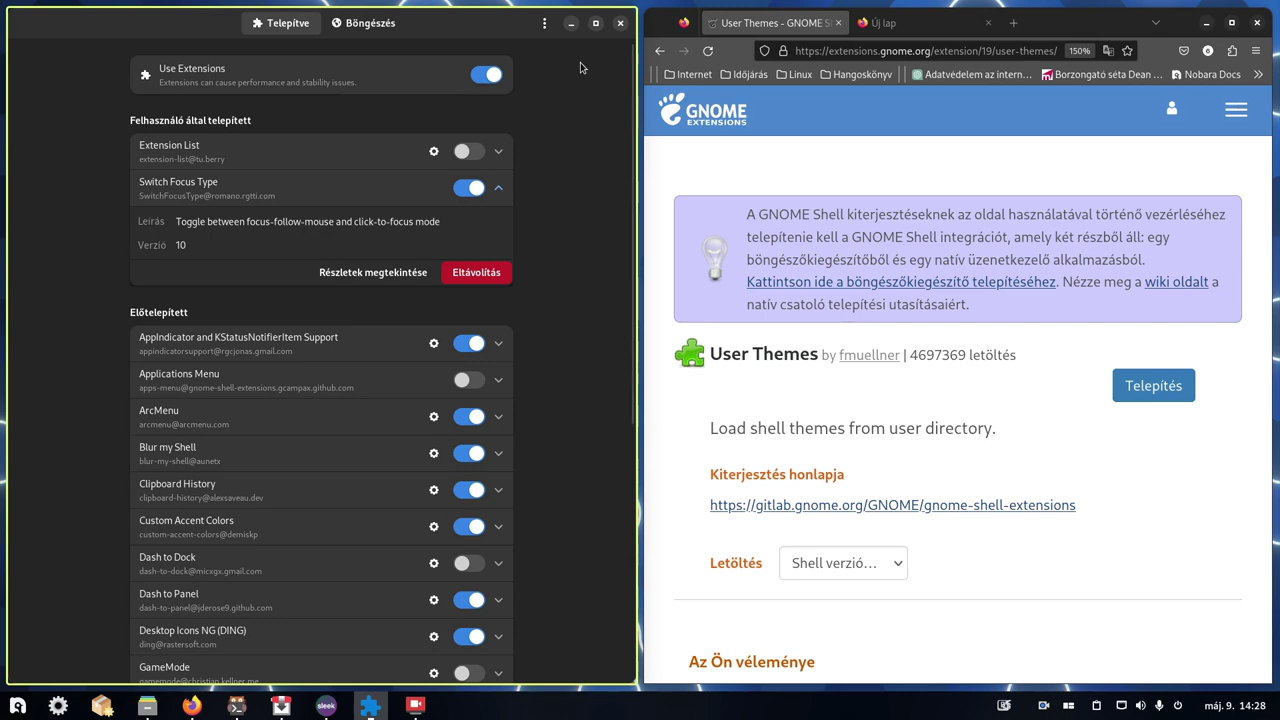 Telepítve
Böngészés
Use Extensions
Extensions can cause performance and stability issues.
Felhasználó által telepített
Extension List
extension-list@tu.berry
Switch Focus Type
SwitchFocusType@romano.rgtti.com
Leírás Toggle between focus-follow-mouse and click-to-focus mode
Verzió 10
Részletek megtekintése
Eltávolítás
Előtelepített
AppIndicator and KStatusNotifierItem Support
appindicatorsupport@rgcjonas.gmail.com
Applications Menu
apps-menu@gnome-shell-extensions.gcampax.github.com
ArcMenu
arcmenu@arcmenu.com
Blur my Shell
blur-my-shell@aunetx
Clipboard History
clipboard-history@alexsaveau.dev
Custom Accent Colors
custom-accent-colors@demiskp
Dash to Dock
dash-to-dock@micxgx.gmail.com
Dash to Panel
dash-to-panel@jderose9.github.com
Desktop Icons NG (DING)
ding@rastersoft.com
GameMode
gamemode@christian.kellner.me
User Themes - GNOME S
Új lap
https://extensions.gnome.org/extension/19/user-themes/
150%
Internet
Időjárás
Linux
Hangoskönyv
Adatvédelem az intern...
Borzongató séta Dean ...
Nobara Docs
GNOME
EXTENSIONS
A GNOME Shell kiterjesztéseknek az oldal használatával történő vezérléséhez
telepítenie kell a GNOME Shell integrációt, amely két részből áll: egy
böngészőkiegészítőből és egy natív üzenetkezelő alkalmazásból.
Kattintson ide a böngészőkiegészítő telepítéséhez. Nézze meg a wiki oldalt a
natív csatoló telepítési utasításaiért.
User Themes by fmuellner | 4697369 letöltés
Telepítés
Load shell themes from user directory.
Kiterjesztés honlapja
https://gitlab.gnome.org/GNOME/gnome-shell-extensions
Letöltés
Shell verzió...
Az Ön véleménye
sleek
máj. 9. 14:28